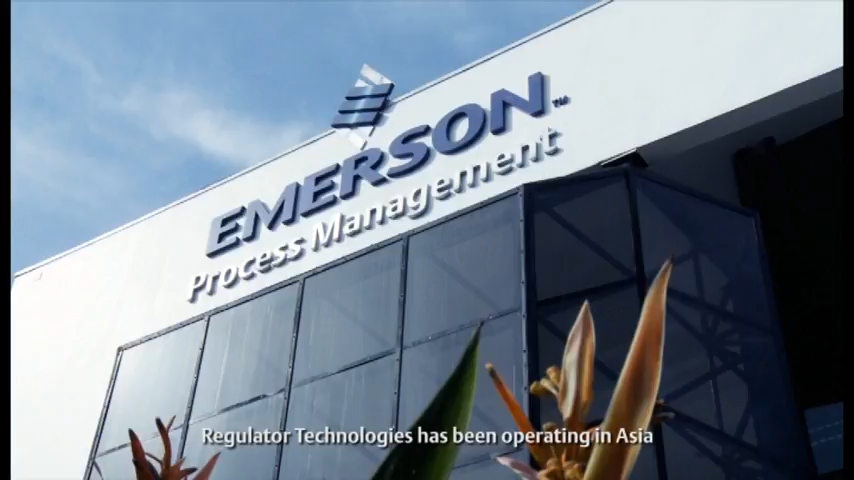 EMERSON™
Process Management
Regulator Technologies has been operating in Asia